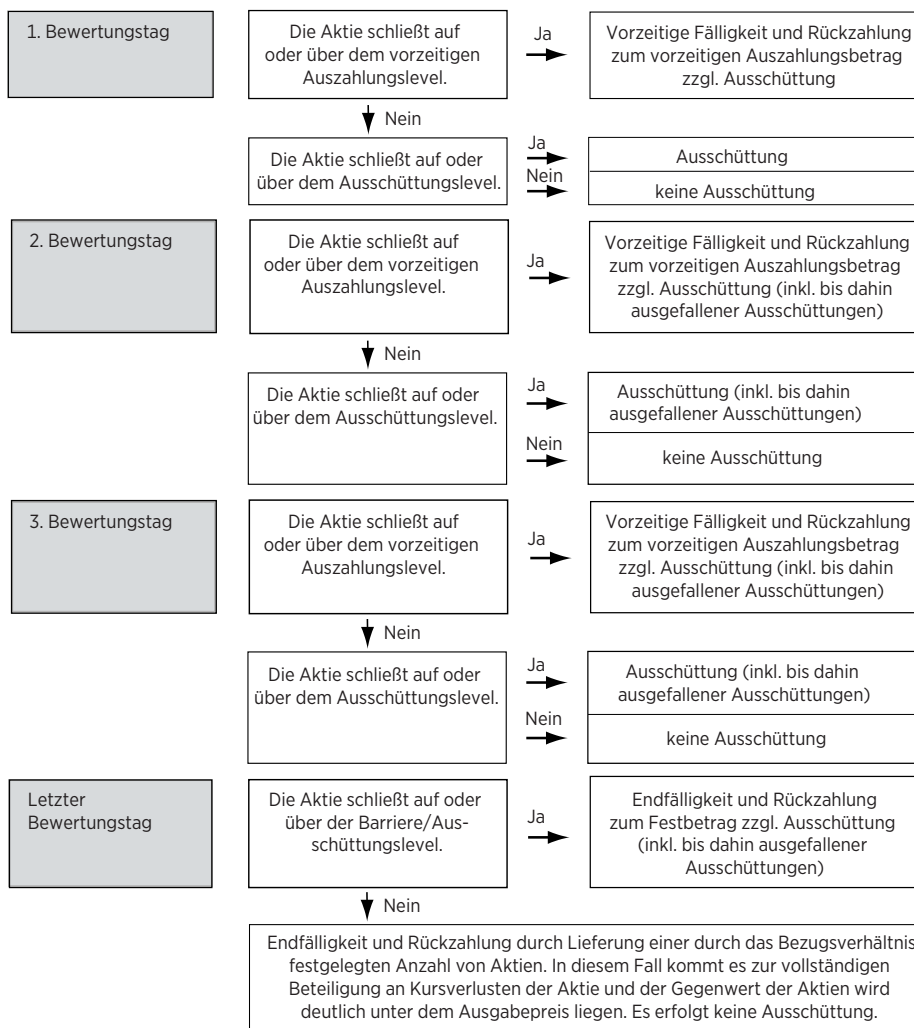 1. Bewertungstag
Die Aktie schließt auf
oder über dem vorzeitigen
Auszahlungslevel.
Ja
Vorzeitige Fälligkeit und Rückzahlung
zum vorzeitigen Auszahlungsbetrag
zzgl. Ausschüttung
Nein
Die Aktie schließt auf oder
über dem Ausschüttungslevel.
Ja
Ausschüttung
Nein
keine Ausschüttung
2. Bewertungstag
Die Aktie schließt auf
oder über dem vorzeitigen
Auszahlungslevel.
Ja
Vorzeitige Fälligkeit und Rückzahlung
zum vorzeitigen Auszahlungsbetrag
zzgl. Ausschüttung (inkl. bis dahin
ausgefallener Ausschüttungen)
Nein
Die Aktie schließt auf oder
über dem Ausschüttungslevel.
Ja
Ausschüttung (inkl. bis dahin
ausgefallener Ausschüttungen)
Nein
keine Ausschüttung
3. Bewertungstag
Die Aktie schließt auf
oder über dem vorzeitigen
Auszahlungslevel.
Ja
Vorzeitige Fälligkeit und Rückzahlung
zum vorzeitigen Auszahlungsbetrag
zzgl. Ausschüttung (inkl. bis dahin
ausgefallener Ausschüttungen)
Nein
Die Aktie schließt auf oder
über dem Ausschüttungslevel.
Ja
Ausschüttung (inkl. bis dahin
ausgefallener Ausschüttungen)
Nein
keine Ausschüttung
Letzter
Bewertungstag
Die Aktie schließt auf oder
über der Barriere/Aus-
schüttungslevel.
Ja
Endfälligkeit und Rückzahlung
zum Festbetrag zzgl. Ausschüttung
(inkl. bis dahin ausgefallener
Ausschüttungen)
Nein
Endfälligkeit und Rückzahlung durch Lieferung einer durch das Bezugsverhältnis
festgelegten Anzahl von Aktien. In diesem Fall kommt es zur vollständigen
Beteiligung an Kursverlusten der Aktie und der Gegenwert der Aktien wird
deutlich unter dem Ausgabepreis liegen. Es erfolgt keine Ausschüttung.